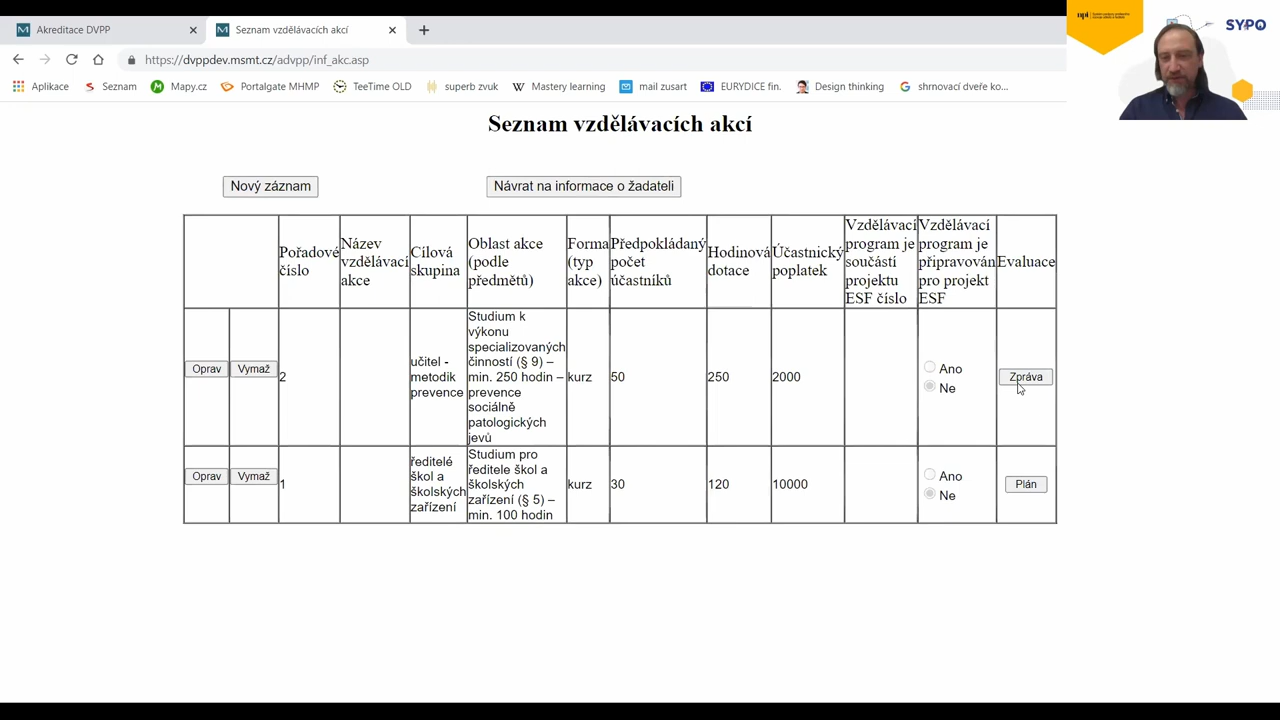 Akreditace DVPP
Seznam vzdělávacích akcí
https://dvppdev.msmt.cz/advpp/inf_akc.asp
Aplikace Seznam Mapy.cz Portalgate MHMP TeeTime OLD superb zvuk Mastery learning mail zusart EURYDICE fin. Design thinking shrnovací dveře ko...
npi
SYPO
Seznam vzdělávacích akcí
Nový záznam
Návrat na informace o žadateli
Pořadové
číslo
Název
vzdělávací
akce
Cílová
skupina
Oblast akce
(podle
předmětů)
Forma
(typ
akce)
Předpokládaný
počet
účastníků
Hodinová
dotace
Účastnický
poplatek
Vzdělávací
program je
součástí
projektu
ESF číslo
Vzdělávací
program je
připravován
pro projekt
ESF
Evaluace
Oprav
Vymaž
2
učitel -
metodik
prevence
Studium k
výkonu
specializovaných
činností (§ 9) –
min. 250 hodin –
prevence
sociálně
patologických
jevů
kurz
50
250
2000
Ano
Ne
Zpráva
Oprav
Vymaž
1
ředitelé
škol a
školských
zařízení
Studium pro
ředitele škol a
školských
zařízení (§ 5) –
min. 100 hodin
kurz
30
120
10000
Ano
Ne
Plán